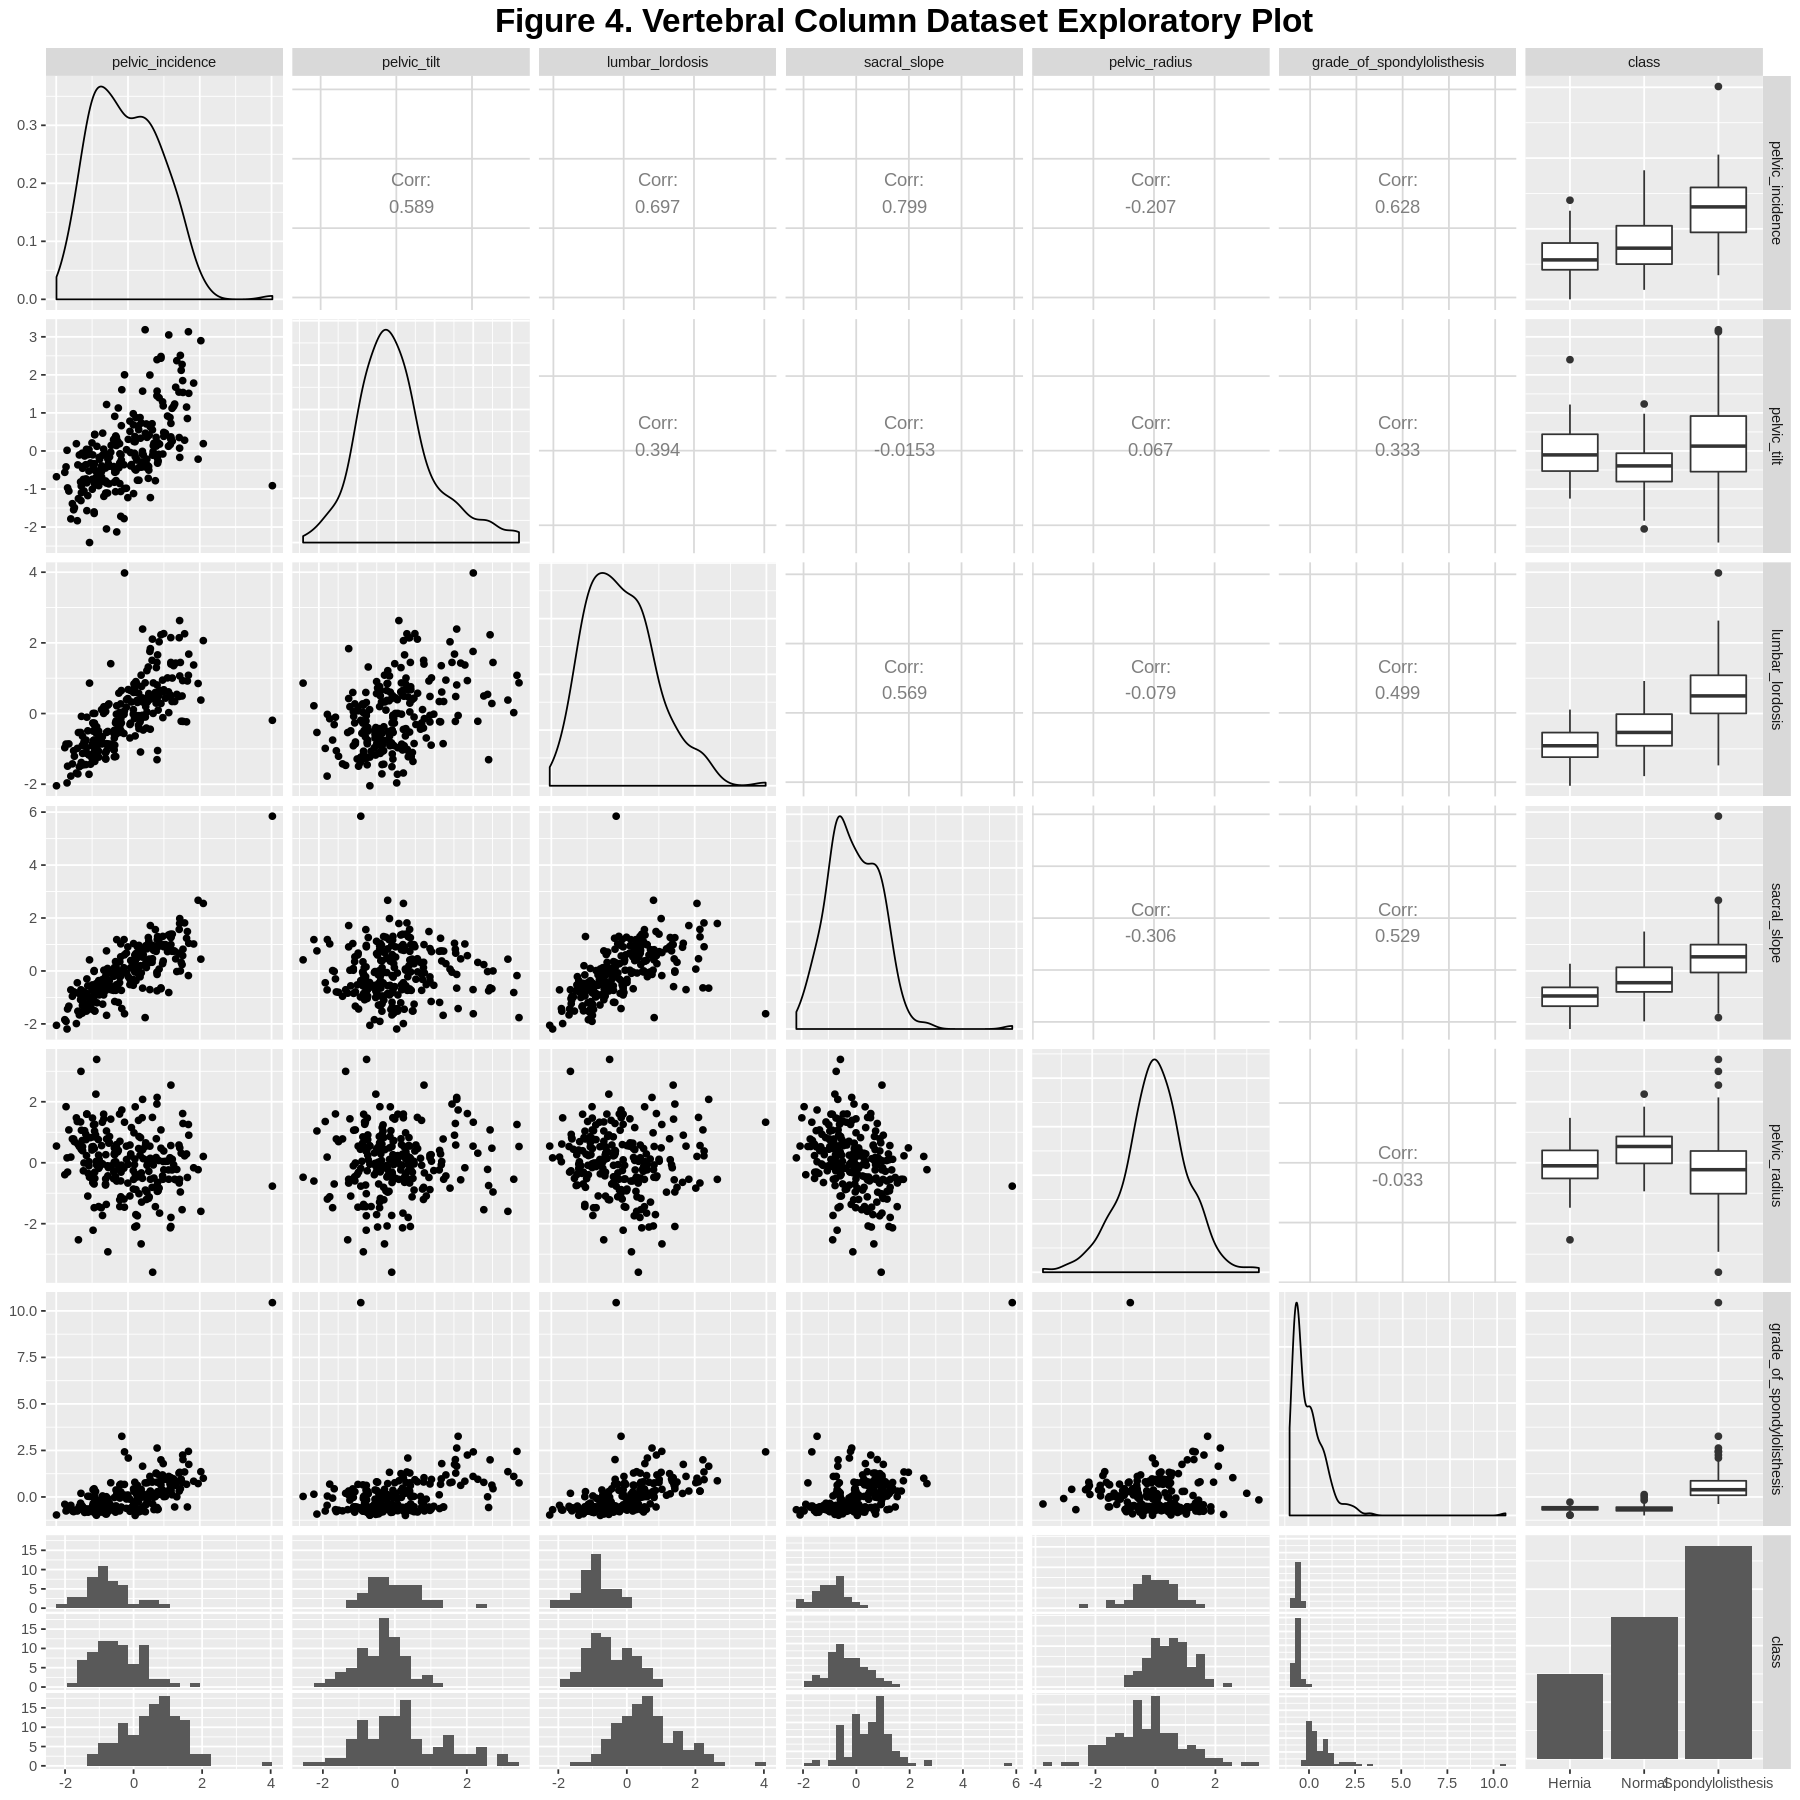 Figure 4. Vertebral Column Dataset Exploratory Plot
pelvic_incidence pelvic_tilt lumbar_lordosis sacral_slope pelvic_radius grade_of_spondylolisthesis class
0.3
0.2
0.1
0.0
Corr: Corr: Corr: Corr: Corr:
0.589 0.697 0.799 -0.207 0.628
pelvic_incidence
3
2
1
0
-1
-2
Corr: Corr: Corr: Corr:
0.394 -0.0153 0.067 0.333
pelvic_tilt
4
2
0
-2
Corr: Corr: Corr:
0.569 -0.079 0.499
lumbar_lordosis
6
4
2
0
-2
Corr: Corr:
-0.306 0.529
sacral_slope
2
0
-2
Corr:
-0.033
pelvic_radius
10.0
7.5
5.0
2.5
0.0
grade_of_spondylolisthesis
15
10
5
0
15
10
5
0
15
10
5
0
class
-2 0 2 4 -2 0 2 -2 0 2 4 -2 0 2 4 6 -4 -2 0 2 0.0 2.5 5.0 7.5 10.0 Hernia Normal Spondylolisthesis